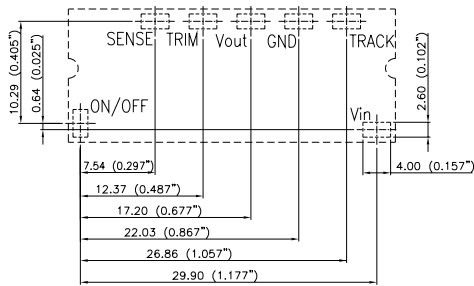 SENSE TRIM Vout GND TRACK
ON/OFF Vin
10.29 (0.405")
0.64 (0.025")
2.60 (0.102")
7.54 (0.297") 4.00 (0.157")
12.37 (0.487")
17.20 (0.677")
22.03 (0.867")
26.86 (1.057")
29.90 (1.177")